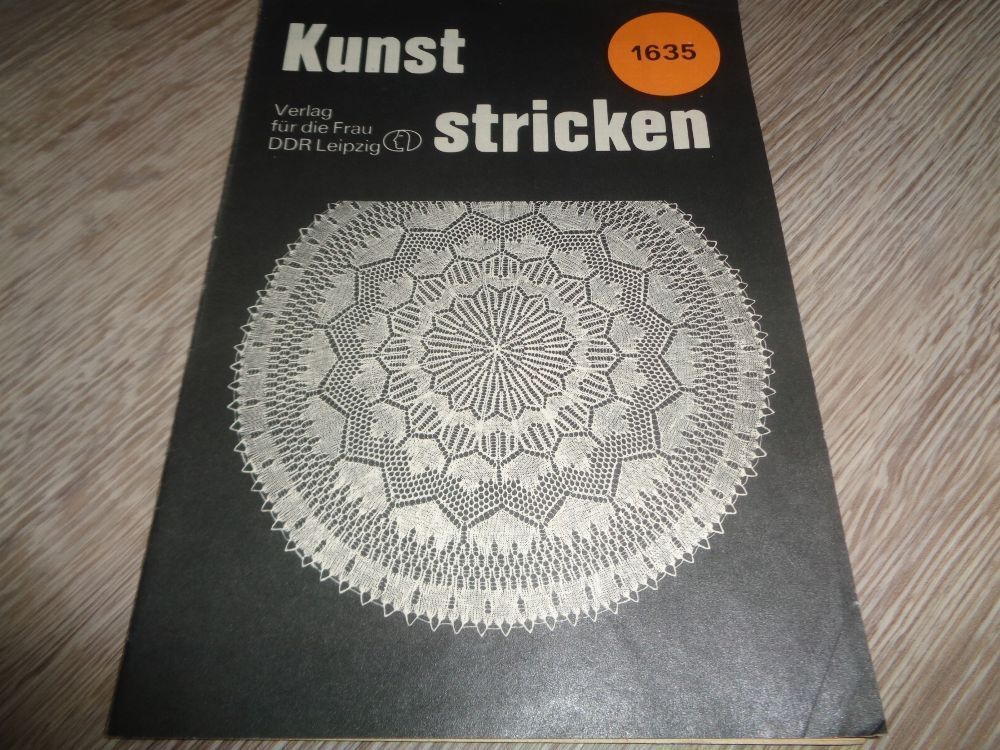 Kunst
1635
Verlag
für die Frau
DDR Leipzig
stricken